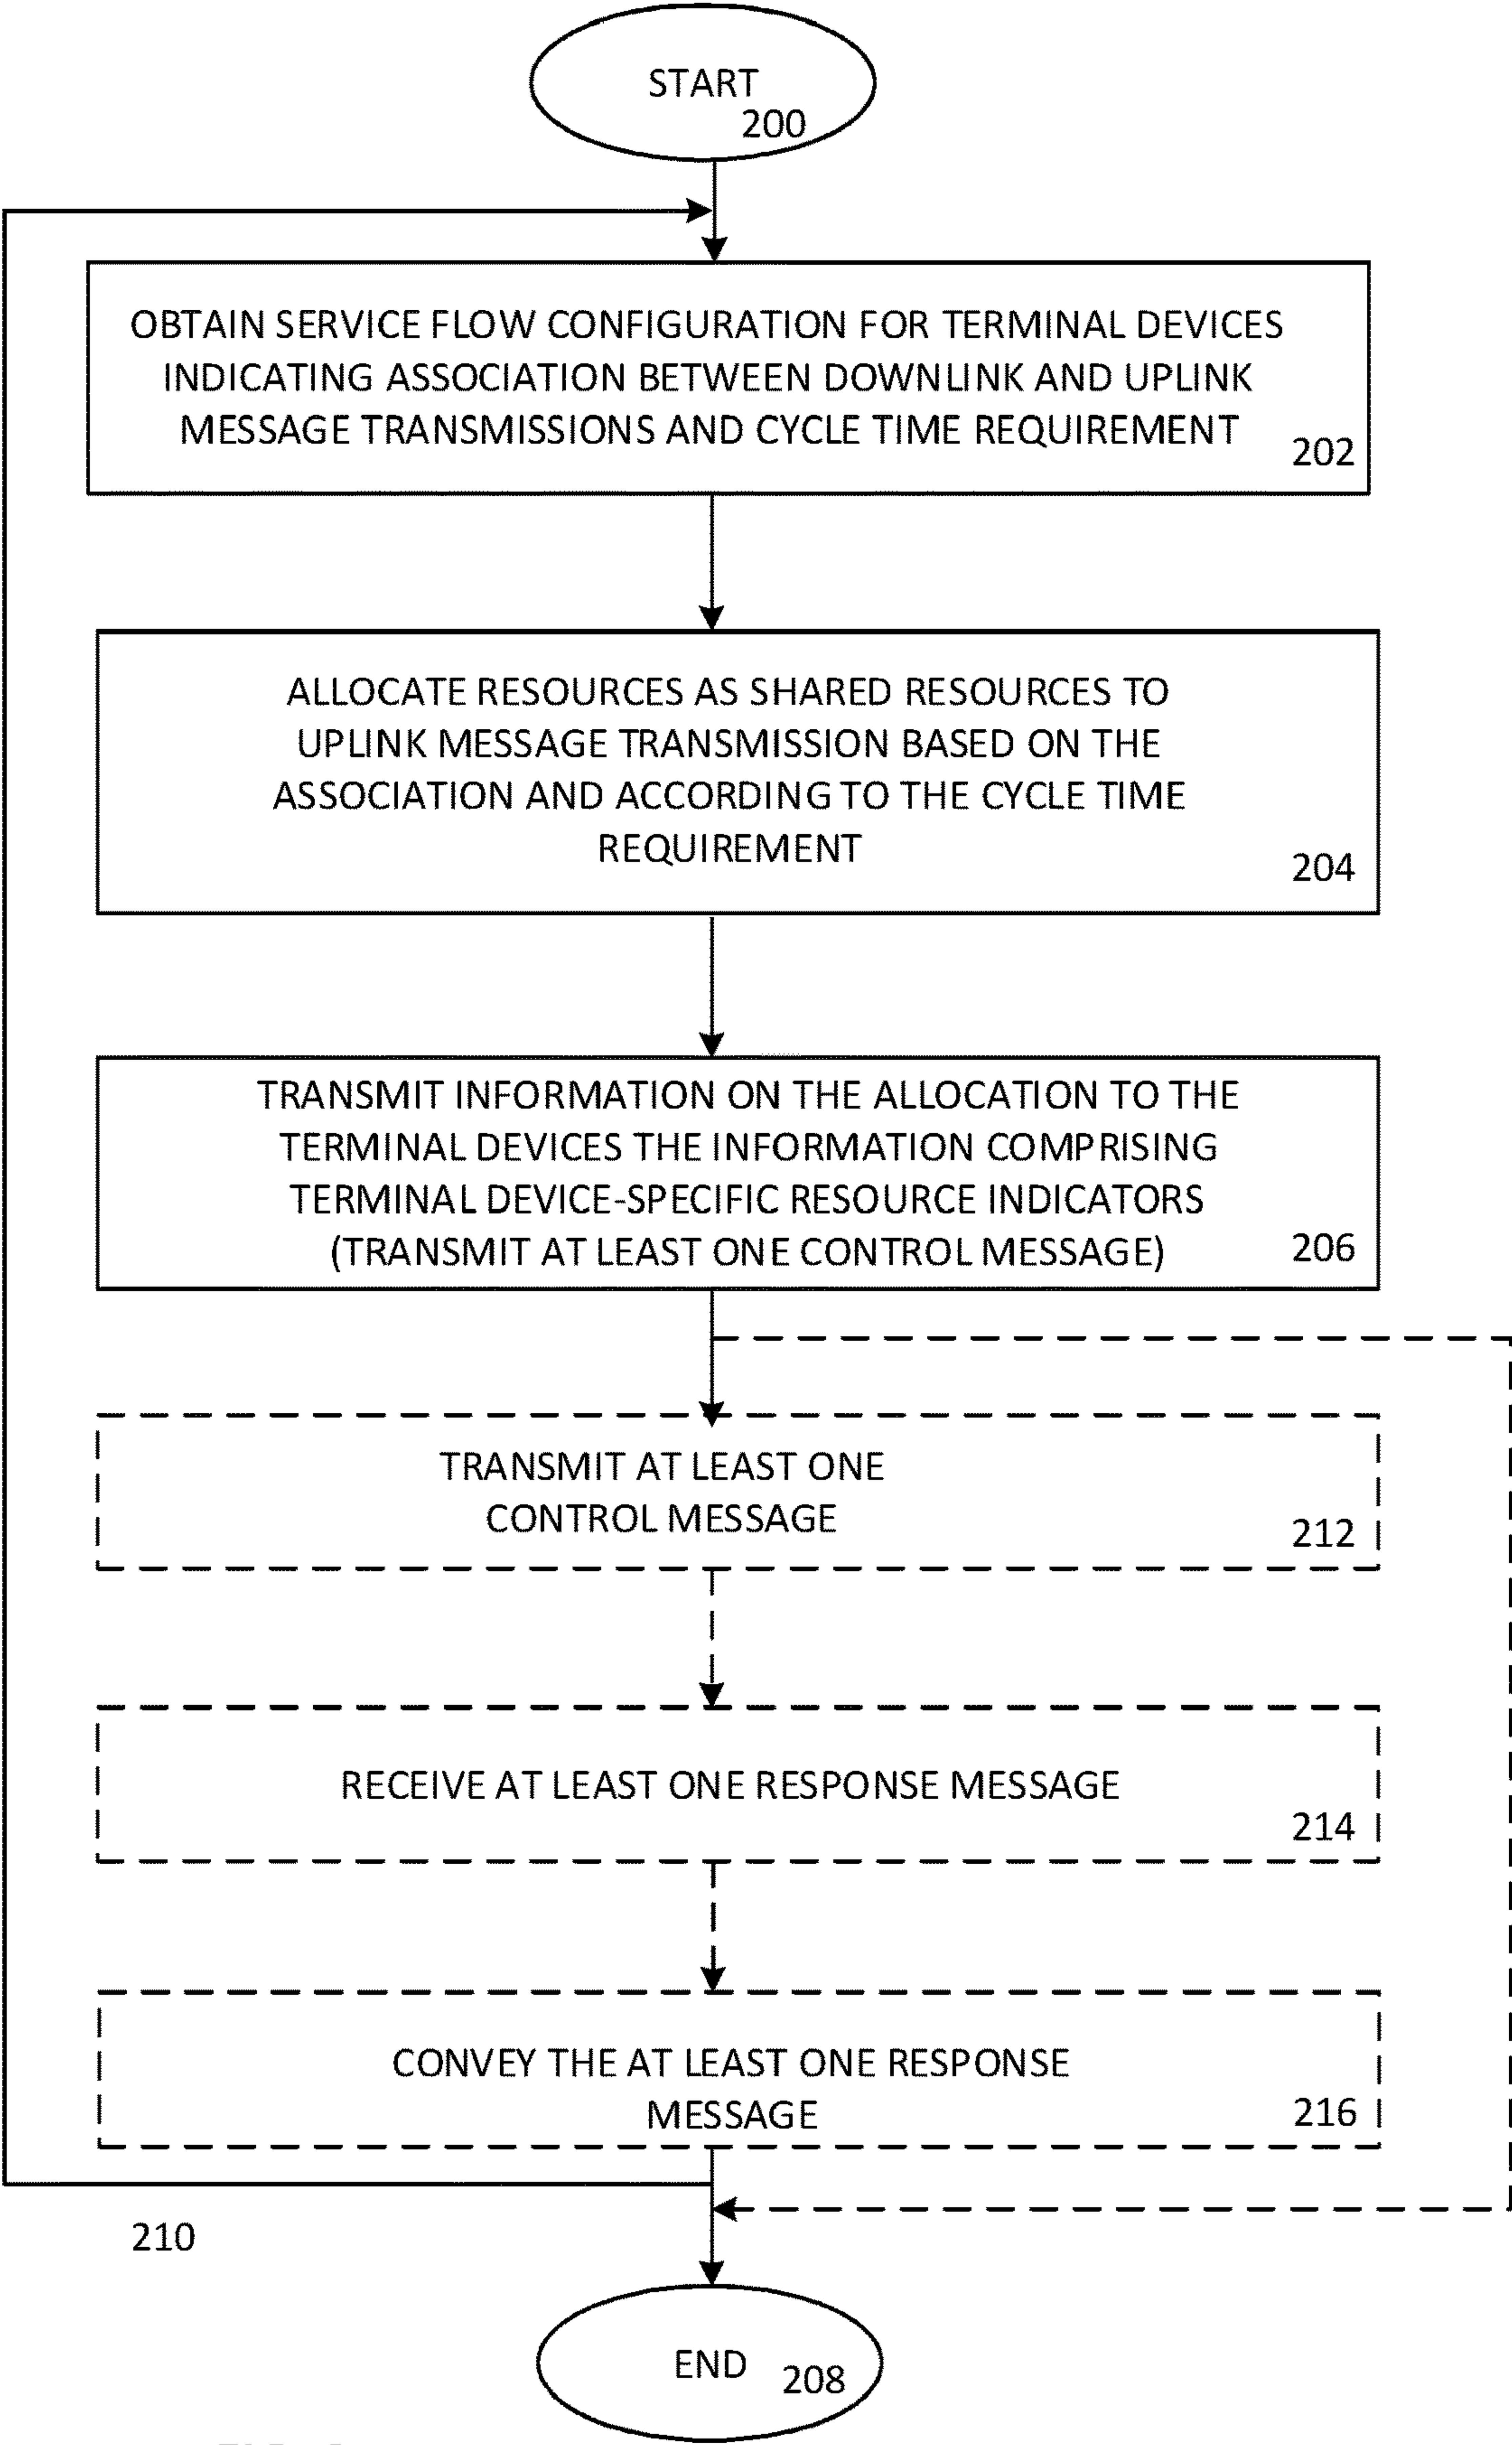 START
200
OBTAIN SERVICE FLOW CONFIGURATION FOR TERMINAL DEVICES
INDICATING ASSOCIATION BETWEEN DOWNLINK AND UPLINK
MESSAGE TRANSMISSIONS AND CYCLE TIME REQUIREMENT
202
ALLOCATE RESOURCES AS SHARED RESOURCES TO
UPLINK MESSAGE TRANSMISSION BASED ON THE
ASSOCIATION AND ACCORDING TO THE CYCLE TIME
REQUIREMENT
204
TRANSMIT INFORMATION ON THE ALLOCATION TO THE
TERMINAL DEVICES THE INFORMATION COMPRISING
TERMINAL DEVICE-SPECIFIC RESOURCE INDICATORS
(TRANSMIT AT LEAST ONE CONTROL MESSAGE)
206
TRANSMIT AT LEAST ONE
CONTROL MESSAGE
212
RECEIVE AT LEAST ONE RESPONSE MESSAGE
214
CONVEY THE AT LEAST ONE RESPONSE
MESSAGE
216
210
END
208